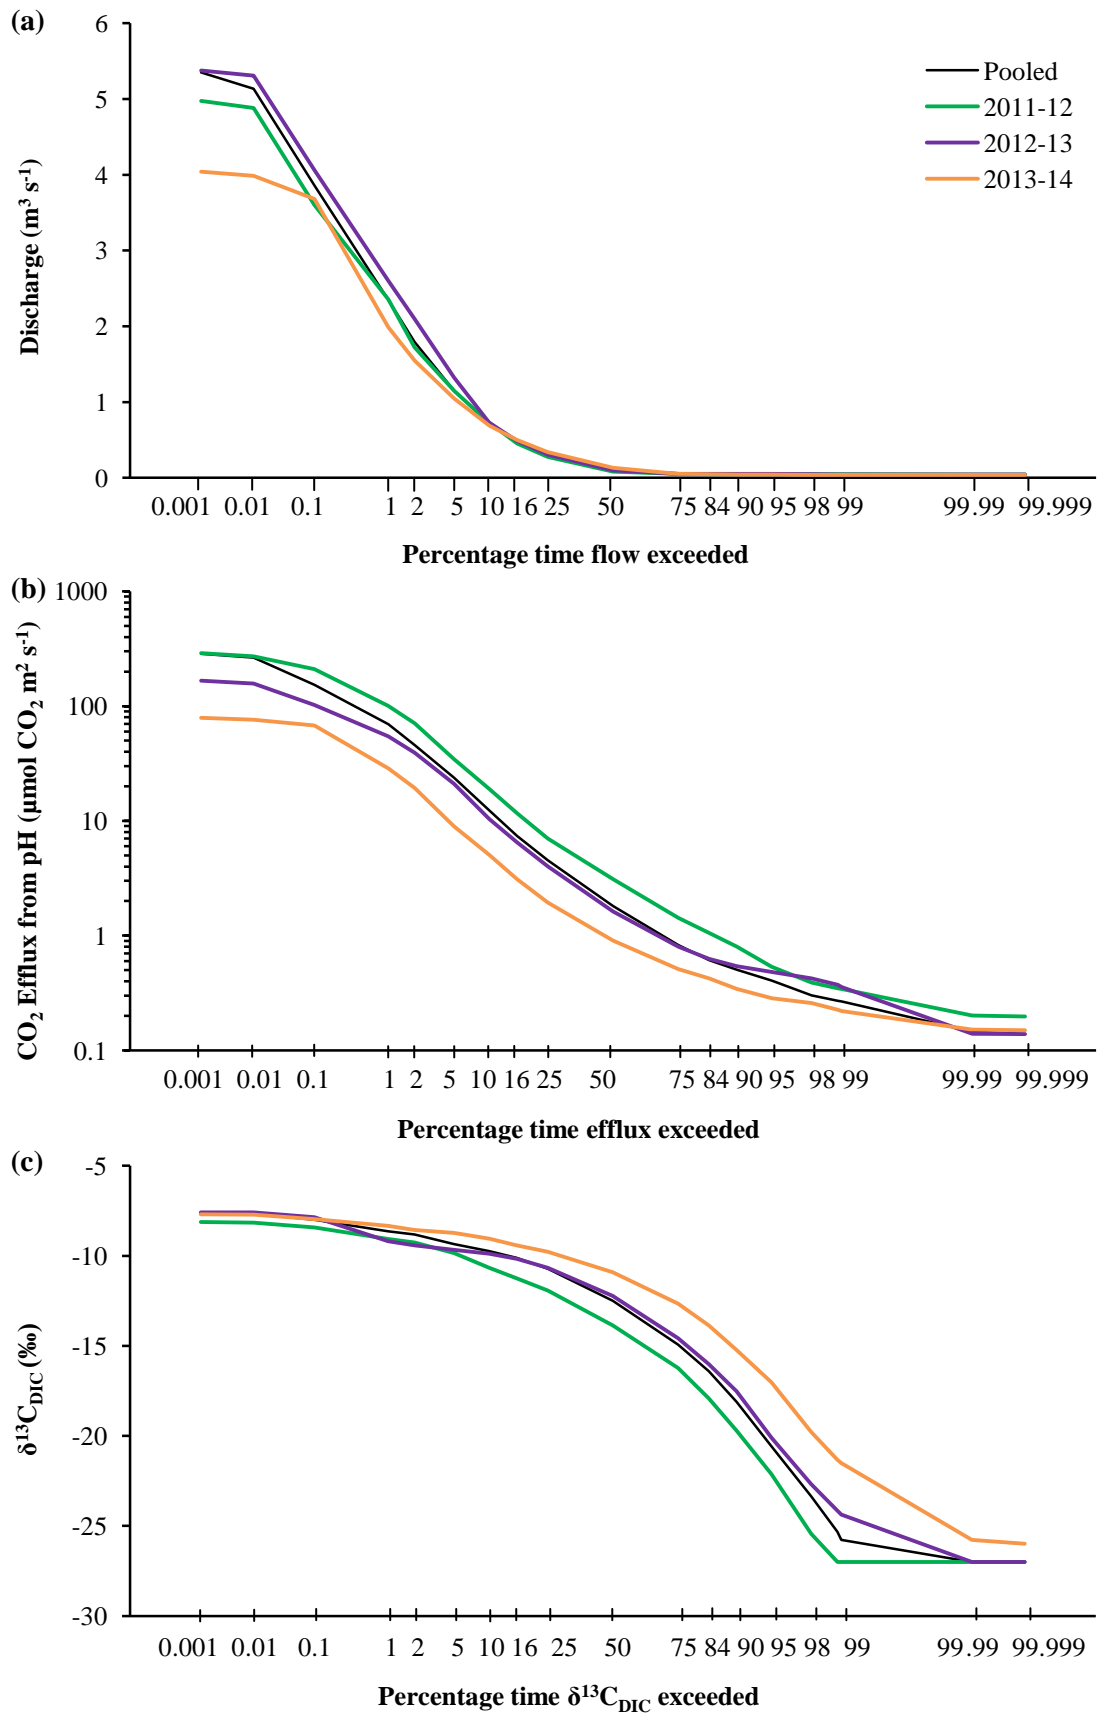 (a)
6
5
4
3
2
1
0
Discharge (m³ s⁻¹)
Pooled
2011-12
2012-13
2013-14
0.001 0.01 0.1 1 2 5 10 16 25 50 75 84 90 95 98 99 99.99 99.999
Percentage time flow exceeded
(b)
1000
100
10
1
0.1
CO₂ Efflux from pH (µmol CO₂ m² s⁻¹)
0.001 0.01 0.1 1 2 5 10 16 25 50 75 84 90 95 98 99 99.99 99.999
Percentage time efflux exceeded
(c)
-5
-10
-15
-20
-25
-30
δ¹³C_DIC (‰)
0.001 0.01 0.1 1 2 5 10 16 25 50 75 84 90 95 98 99 99.99 99.999
Percentage time δ¹³C_DIC exceeded